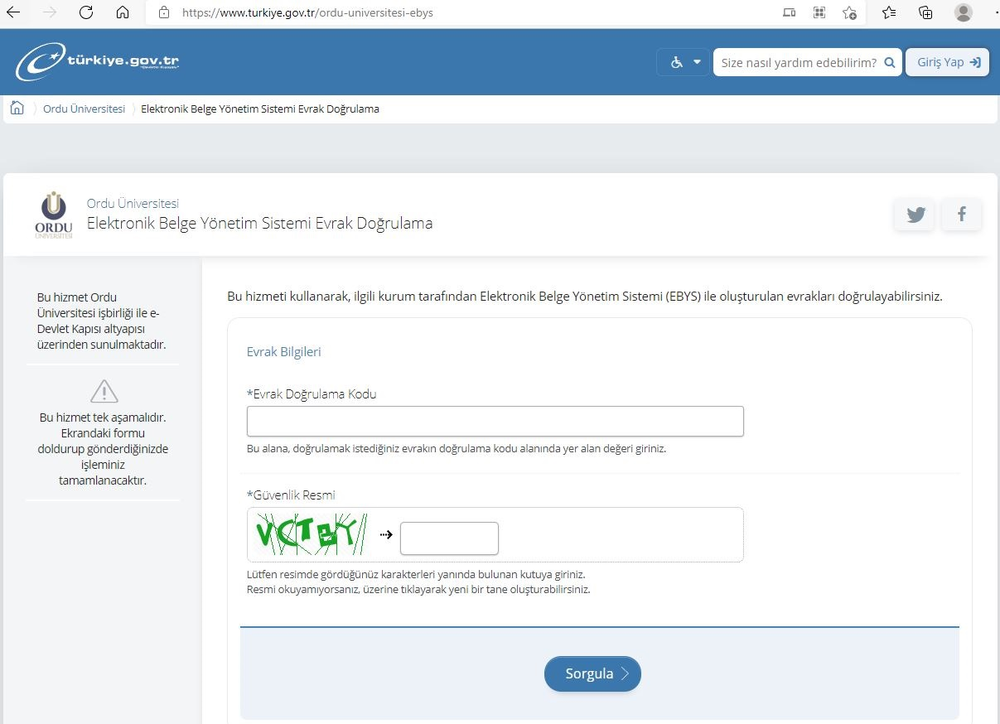 https://www.turkiye.gov.tr/ordu-universitesi-ebys
türkiye.gov.tr
Size nasıl yardım edebilirim?
Giriş Yap
Ordu Üniversitesi
Elektronik Belge Yönetim Sistemi Evrak Doğrulama
ORDU
ÜNİVERSİTESİ
Ordu Üniversitesi
Elektronik Belge Yönetim Sistemi Evrak Doğrulama
Bu hizmet Ordu
Üniversitesi işbirliği ile e-
Devlet Kapısı altyapısı
üzerinden sunulmaktadır.
Bu hizmet tek aşamalıdır.
Ekrandaki formu
doldurup gönderdiğinizde
işleminiz
tamamlanacaktır.
Bu hizmeti kullanarak, ilgili kurum tarafından Elektronik Belge Yönetim Sistemi (EBYS) ile oluşturulan evrakları doğrulayabilirsiniz.
Evrak Bilgileri
*Evrak Doğrulama Kodu
Bu alana, doğrulamak istediğiniz evrakın doğrulama kodu alanında yer alan değeri giriniz.
*Güvenlik Resmi
Lütfen resimde gördüğünüz karakterleri yanında bulunan kutuya giriniz.
Resmi okuyamıyorsanız, üzerine tıklayarak yeni bir tane oluşturabilirsiniz.
Sorgula